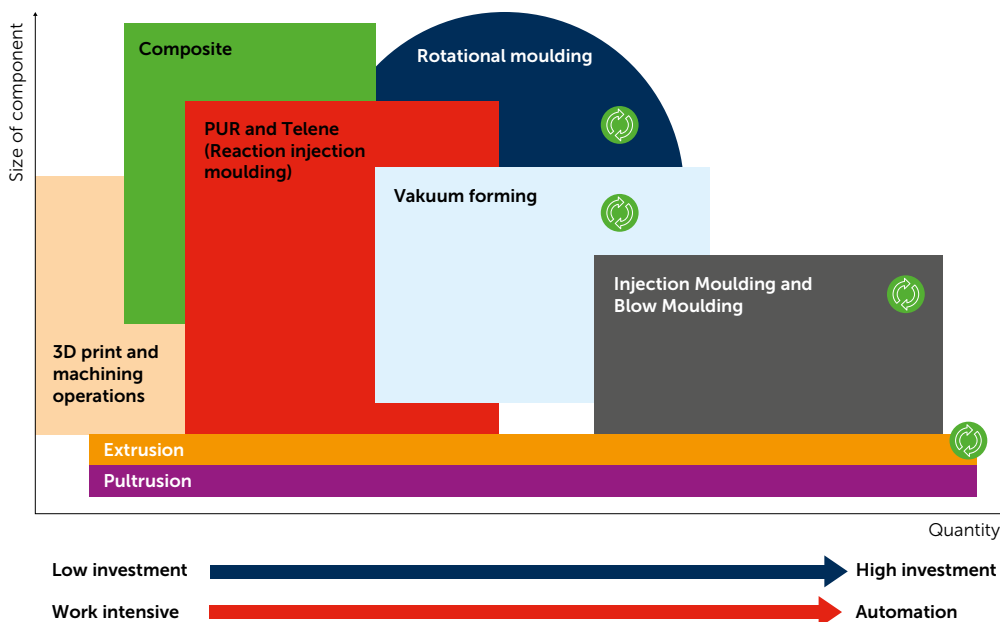 Size of component
Composite
Rotational moulding
PUR and Telene
(Reaction injection
moulding)
Vakuum forming
Injection Moulding and
Blow Moulding
3D print and
machining
operations
Extrusion
Pultrusion
Quantity
Low investment
High investment
Work intensive
Automation